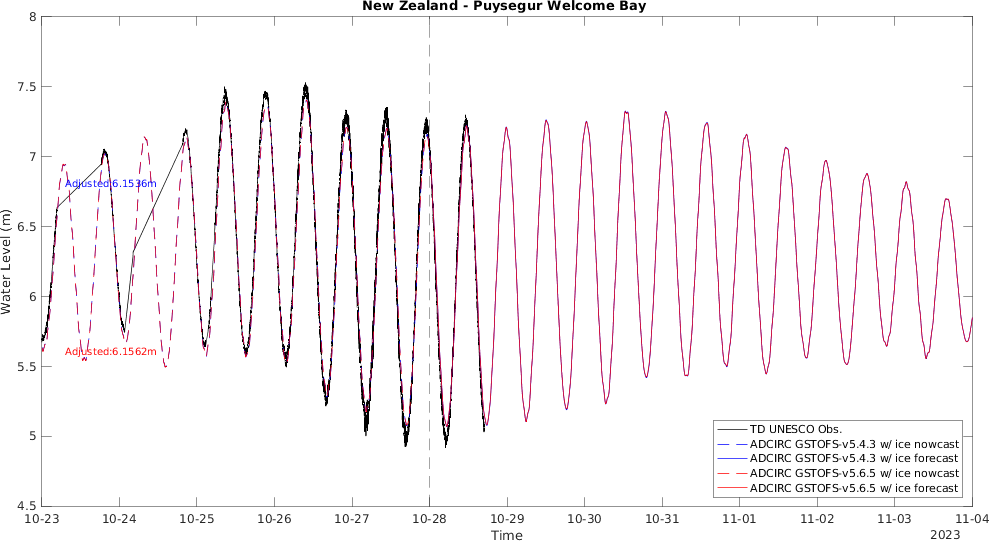 New Zealand - Puysegur Welcome Bay
8
7.5
7
6.5
6
5.5
5
4.5
Water Level (m)
Adjusted:6.1536m
Adjusted:6.1562m
TD UNESCO Obs.
ADCIRC GSTOFS-v5.4.3 w/ ice nowcast
ADCIRC GSTOFS-v5.4.3 w/ ice forecast
ADCIRC GSTOFS-v5.6.5 w/ ice nowcast
ADCIRC GSTOFS-v5.6.5 w/ ice forecast
10-23 10-24 10-25 10-26 10-27 10-28 10-29 10-30 10-31 11-01 11-02 11-03 11-04
Time
2023